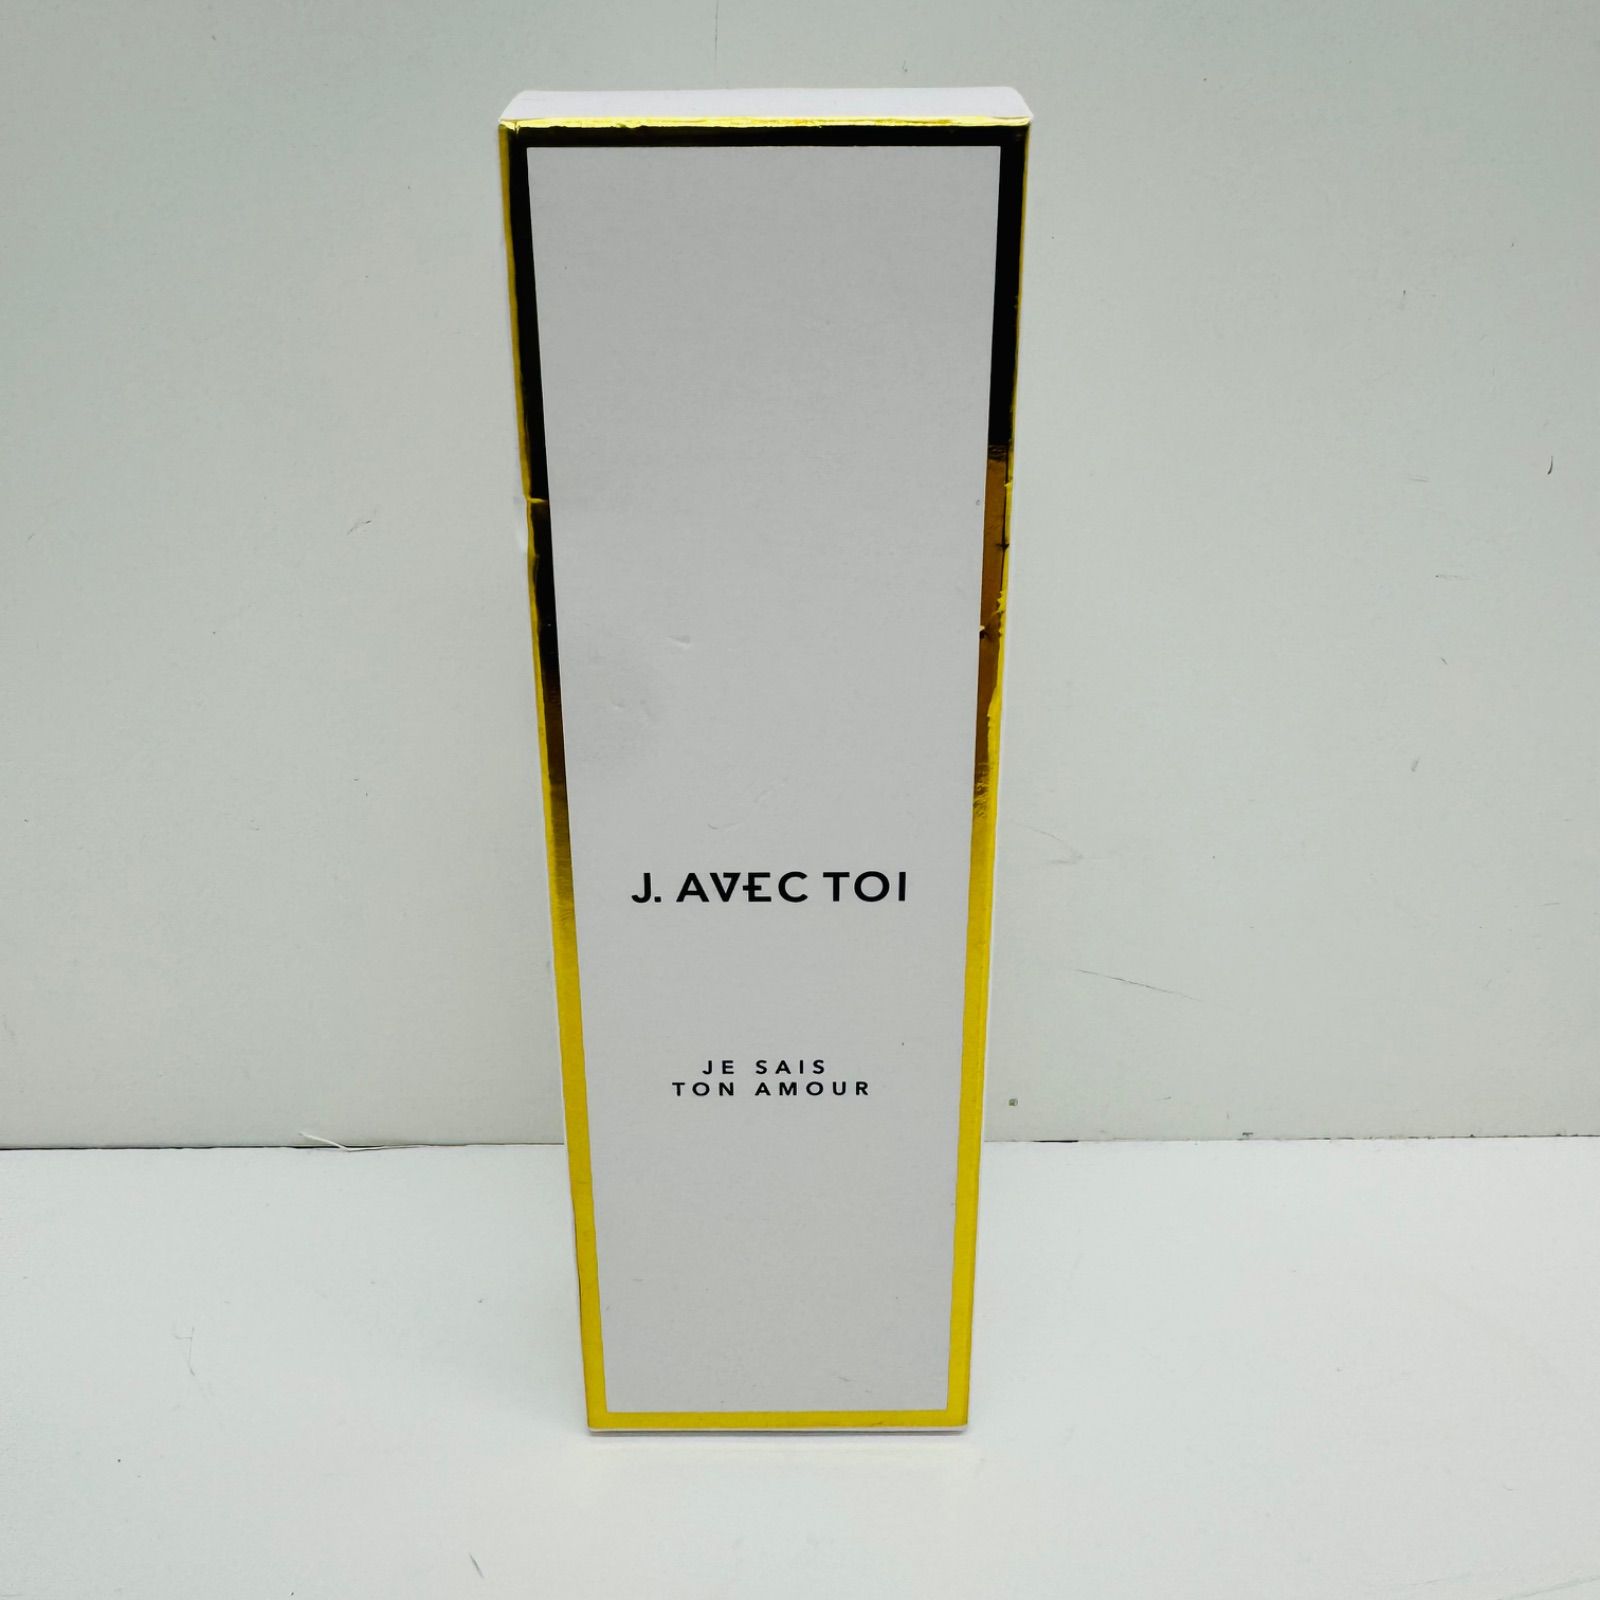 J. AVEC TOI
JE SAIS
TON AMOUR